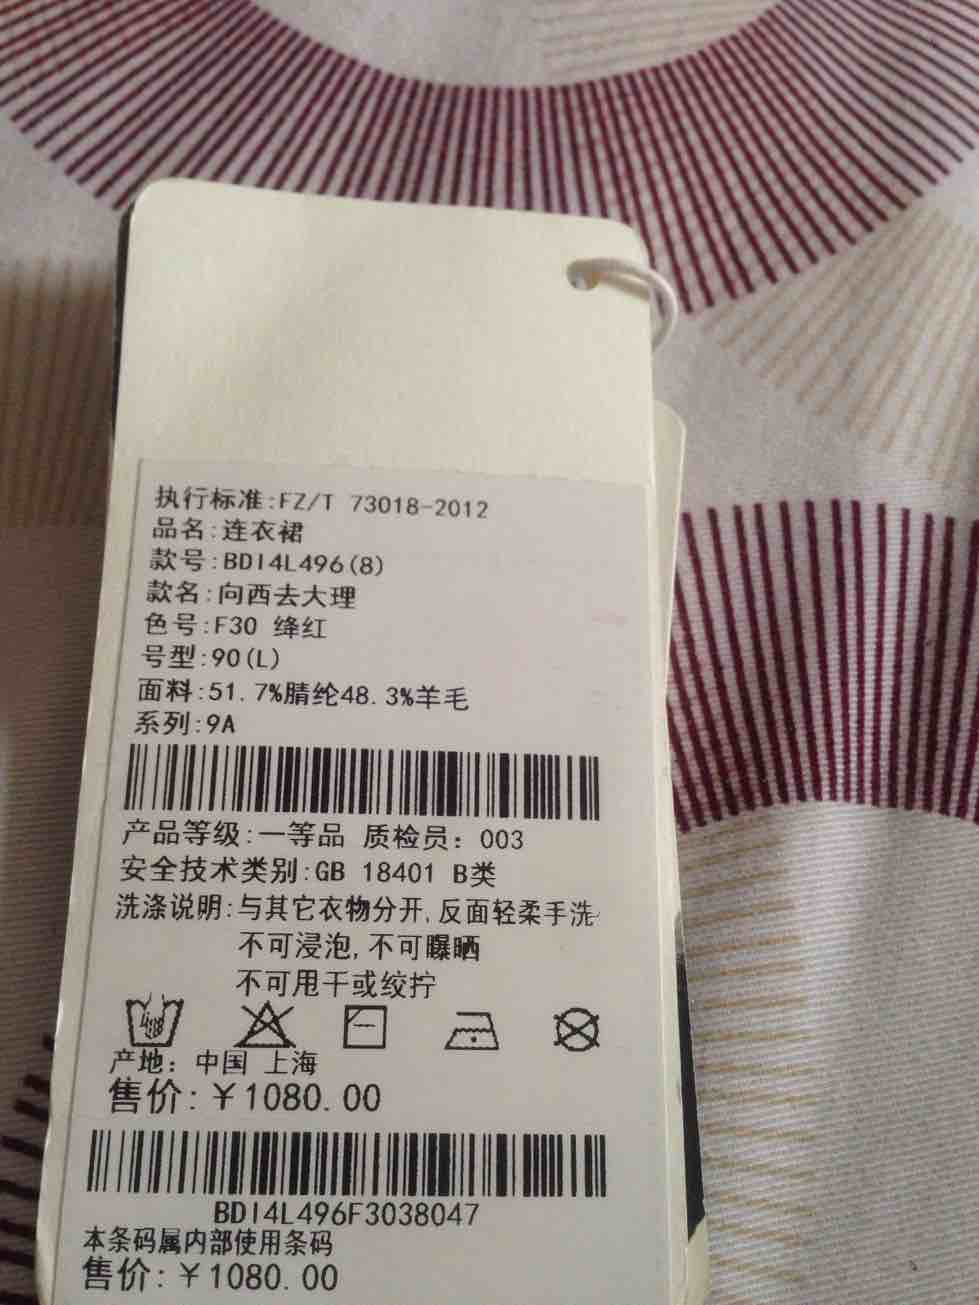 执行标准:FZ/T 73018-2012
品名:连衣裙
款号:BDI4L496(8)
款名:向西去大理
色号:F30 绛红
号型:90(L)
面料:51.7%腈纶48.3%羊毛
系列:9A
产品等级:一等品 质检员：003
安全技术类别:GB 18401 B类
洗涤说明:与其它衣物分开,反面轻柔手洗
不可浸泡,不可曝晒
不可甩干或绞拧
产地：中国 上海
售价:￥1080.00
BDI4L496F3038047
本条码属内部使用条码
售价:￥1080.00